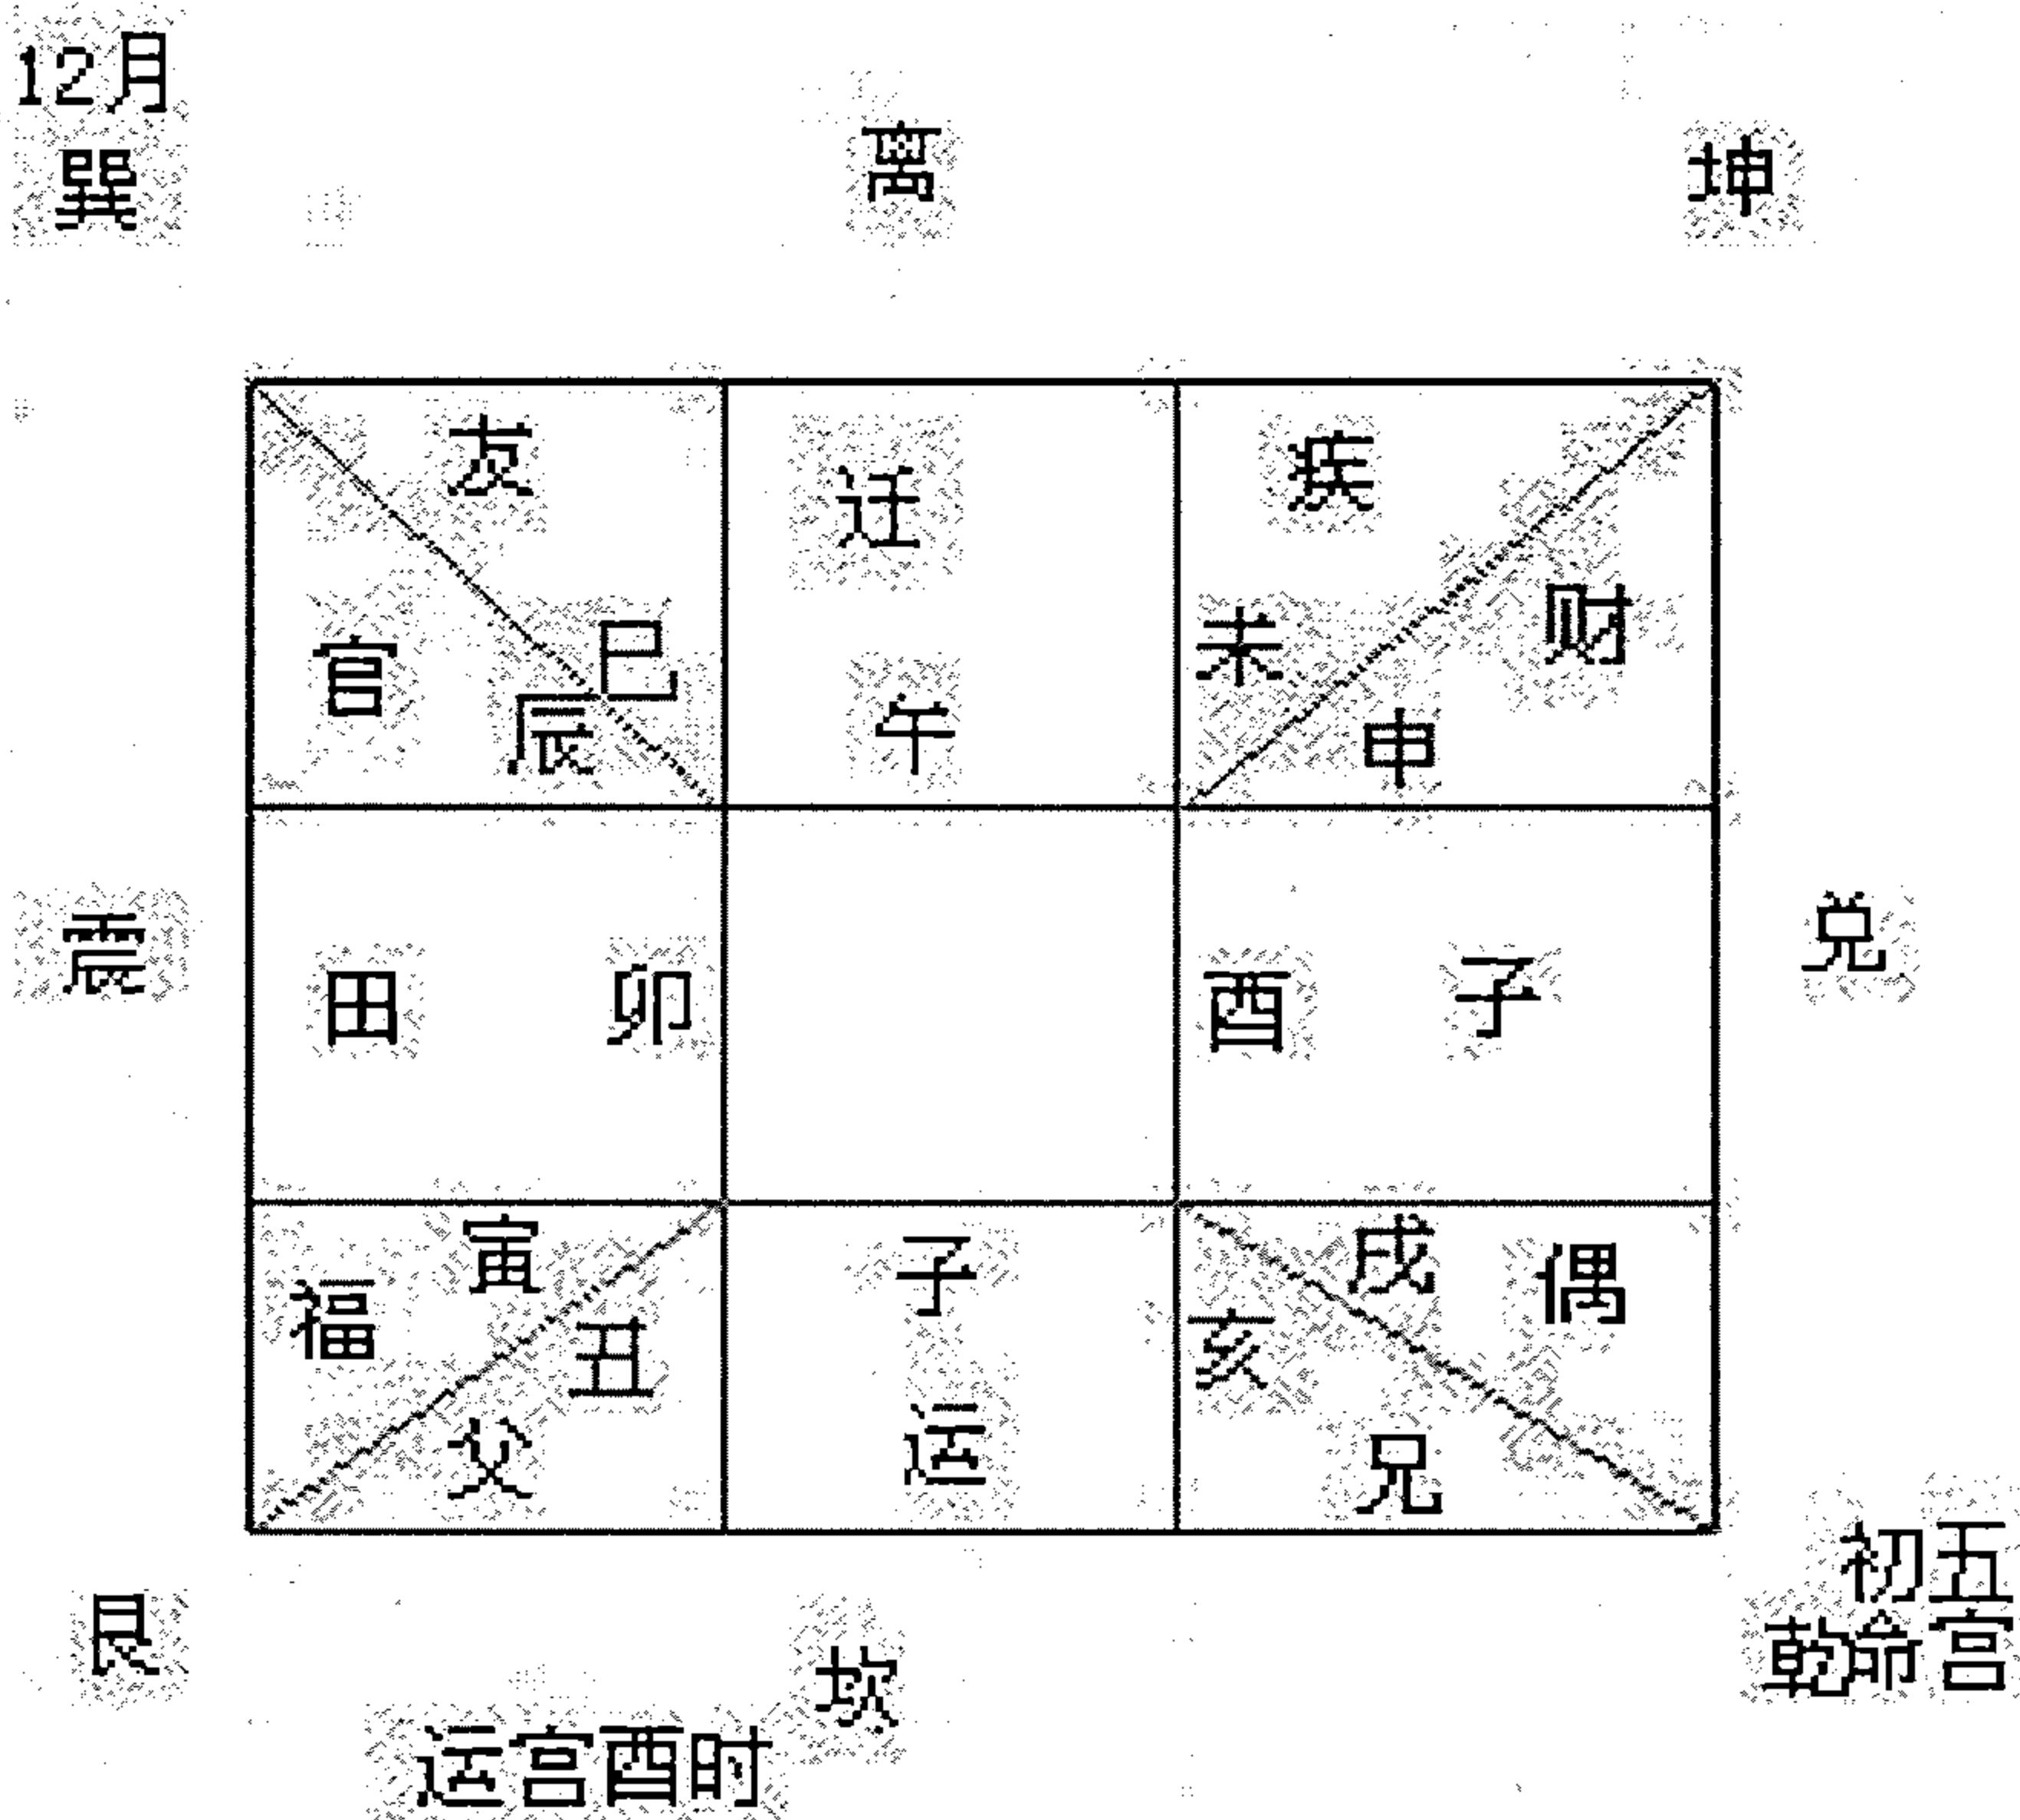 12月
巽 离 坤
友 迁 疾
官 巳 未 财
辰 午 申
震 田 卯 酉 子 兑
寅 子 戌 偶
福 丑 亥
父 运 兄
初五
艮 坎 乾命宫
运宫酉时